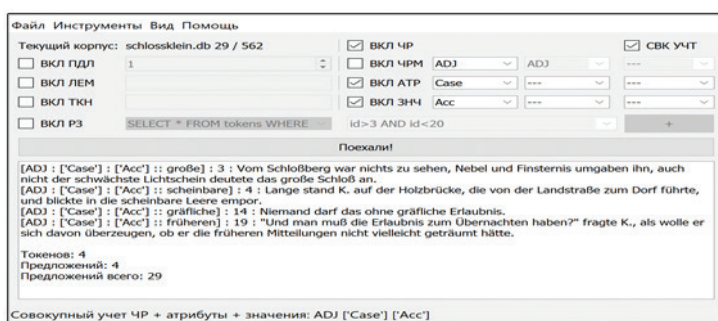 Файл Инструменты Вид Помощь
Текущий корпус: schlossklein.db 29 / 562 ВКЛ ЧР СВК УЧТ
ВКЛ ПДЛ 1 ВКЛ ЧРМ ADJ ADJ ---
ВКЛ ЛЕМ ВКЛ АТР Case --- ---
ВКЛ ТКН ВКЛ ЗНЧ Acc --- ---
ВКЛ РЗ SELECT * FROM tokens WHERE id>3 AND id<20 +
Поехали!
[ADJ : ['Case'] : ['Acc'] :: große] : 3 : Vom Schloßberg war nichts zu sehen, Nebel und Finsternis umgaben ihn, auch
nicht der schwächste Lichtschein deutete das große Schloß an.
[ADJ : ['Case'] : ['Acc'] :: scheinbare] : 4 : Lange stand K. auf der Holzbrücke, die von der Landstraße zum Dorf führte,
und blickte in die scheinbare Leere empor.
[ADJ : ['Case'] : ['Acc'] :: gräfliche] : 14 : Niemand darf das ohne gräfliche Erlaubnis.
[ADJ : ['Case'] : ['Acc'] :: früheren] : 19 : "Und man muß die Erlaubnis zum Übernachten haben?" fragte K., als wolle er
sich davon überzeugen, ob er die früheren Mitteilungen nicht vielleicht geträumt hätte.
Токенов: 4
Предложений: 4
Предложений всего: 29
Совокупный учет ЧР + атрибуты + значения: ADJ ['Case'] ['Acc']